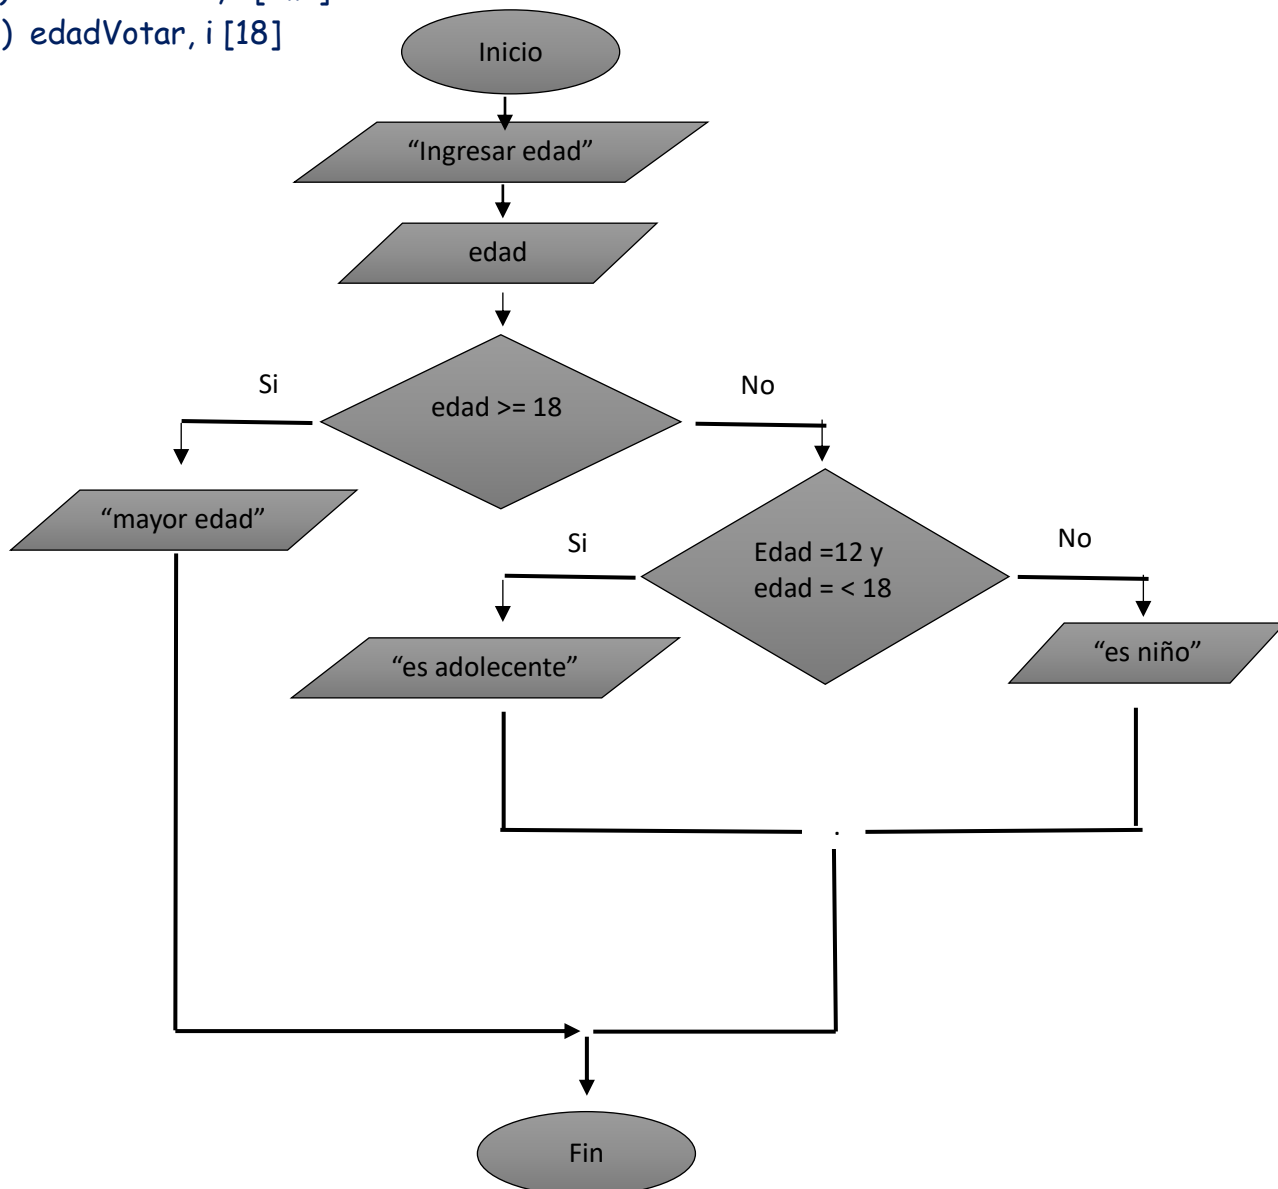 ) edadVotar, i [18]
Inicio
“Ingresar edad”
edad
Si
edad >= 18
No
“mayor edad”
Si
Edad =12 y
edad = < 18
No
“es adolecente”
“es niño”
.
Fin